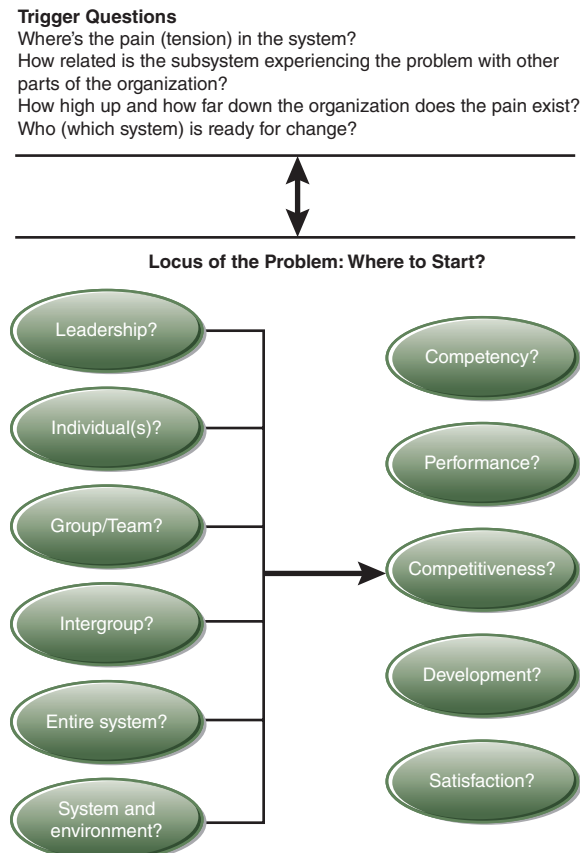 Trigger Questions
Where's the pain (tension) in the system?
How related is the subsystem experiencing the problem with other
parts of the organization?
How high up and how far down the organization does the pain exist?
Who (which system) is ready for change?
Locus of the Problem: Where to Start?
Leadership?
Individual(s)?
Group/Team?
Intergroup?
Entire system?
System and
environment?
Competency?
Performance?
Competitiveness?
Development?
Satisfaction?